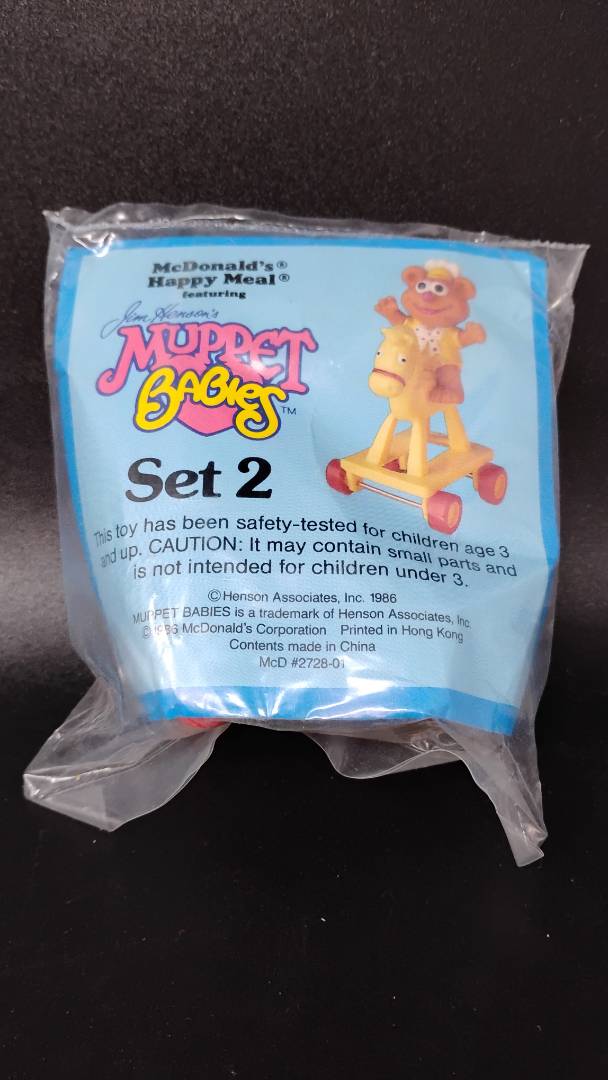 McDonald's®
Happy Meal®
featuring
Jim Henson's
MUPPET
BABIES™
Set 2
This toy has been safety-tested for children age 3
and up. CAUTION: It may contain small parts and
is not intended for children under 3.
© Henson Associates, Inc. 1986
MUPPET BABIES is a trademark of Henson Associates, Inc.
© 1986 McDonald's Corporation Printed in Hong Kong
Contents made in China
McD #2728-01